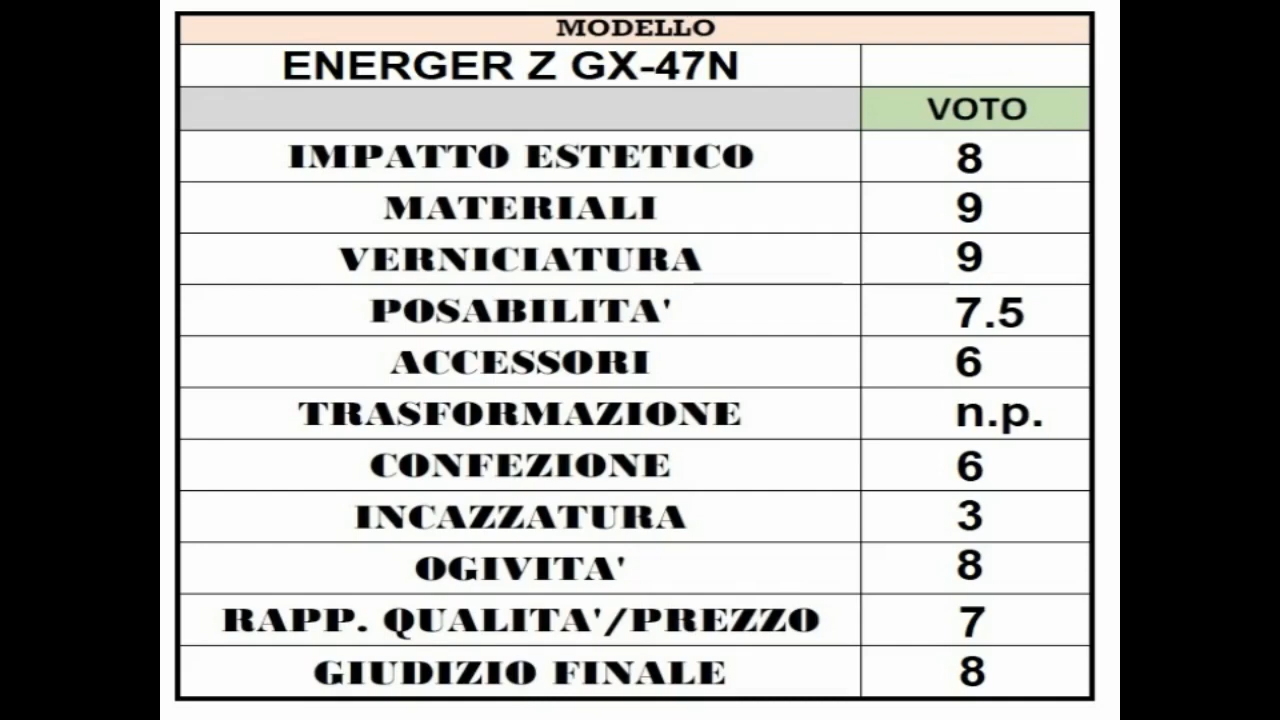 MODELLO
ENERGER Z GX-47N
VOTO
IMPATTO ESTETICO 8
MATERIALI 9
VERNICIATURA 9
POSABILITA' 7.5
ACCESSORI 6
TRASFORMAZIONE n.p.
CONFEZIONE 6
INCAZZATURA 3
OGIVITA' 8
RAPP. QUALITA'/PREZZO 7
GIUDIZIO FINALE 8